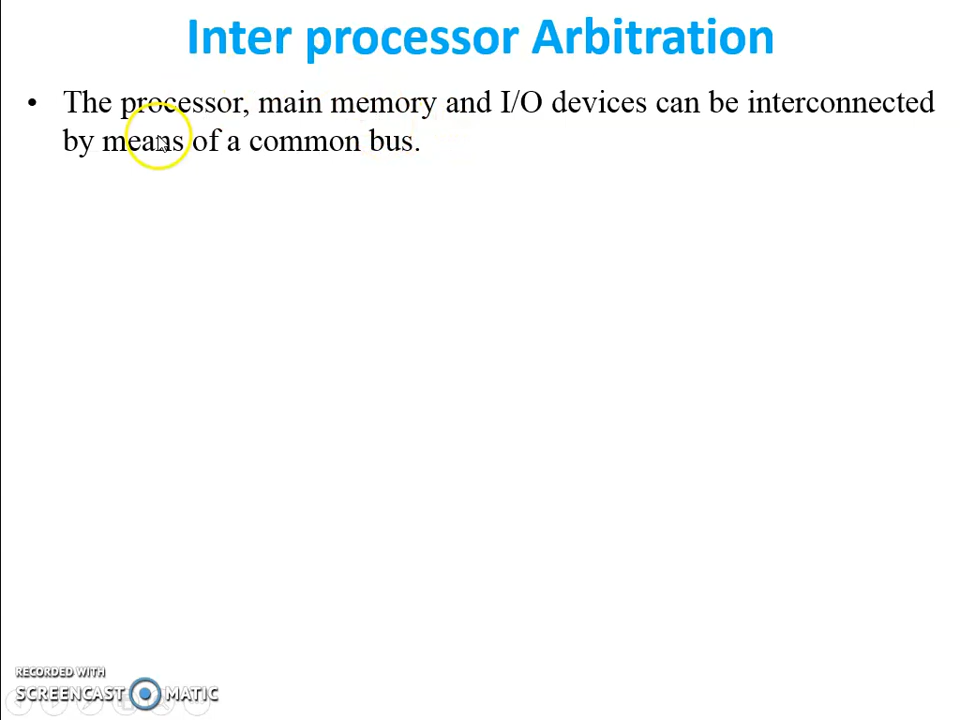 Inter processor Arbitration
• The processor, main memory and I/O devices can be interconnected
by means of a common bus.
RECORDED WITH
SCREENCAST MATIC